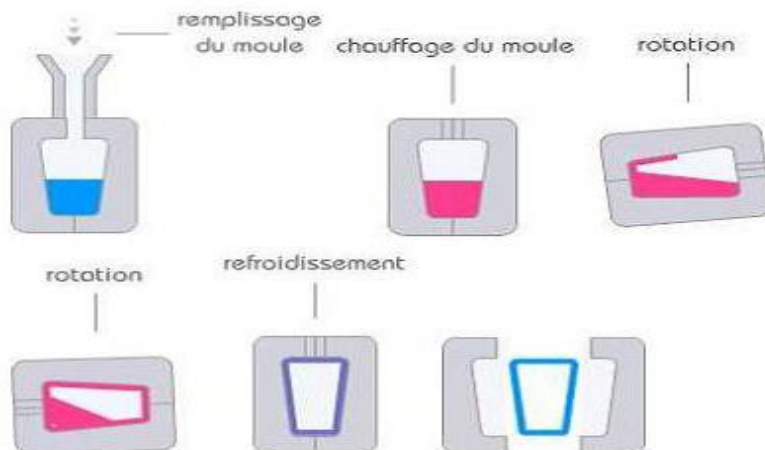 remplissage
du moule
chauffage du moule
rotation
rotation
refroidissement